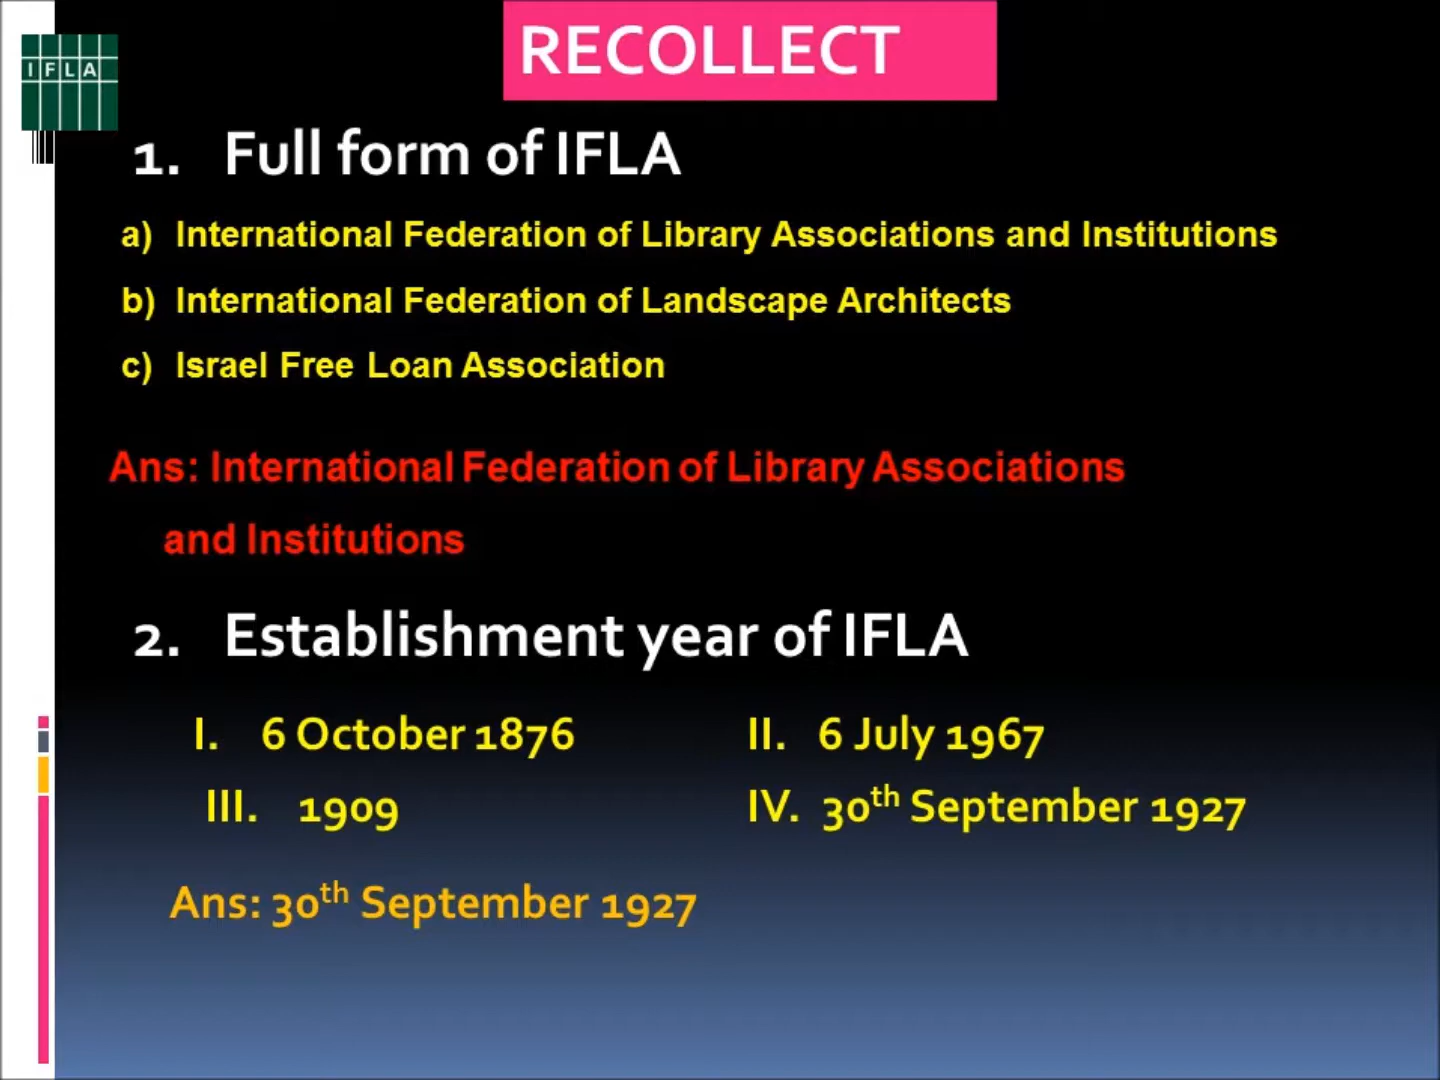 RECOLLECT
IFLA
1. Full form of IFLA
a) International Federation of Library Associations and Institutions
b) International Federation of Landscape Architects
c) Israel Free Loan Association
Ans: International Federation of Library Associations
and Institutions
2. Establishment year of IFLA
I. 6 October 1876 II. 6 July 1967
III. 1909 IV. 30th September 1927
Ans: 30th September 1927